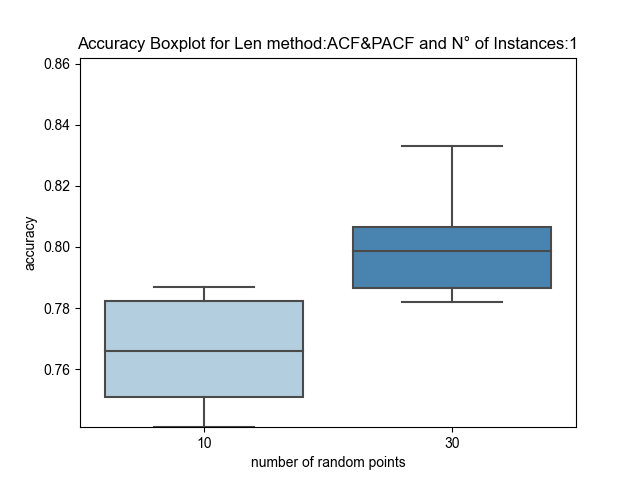 Accuracy Boxplot for Len method:ACF&PACF and N° of Instances:1
0.86
0.84
0.82
0.80
0.78
0.76
accuracy
10
30
number of random points